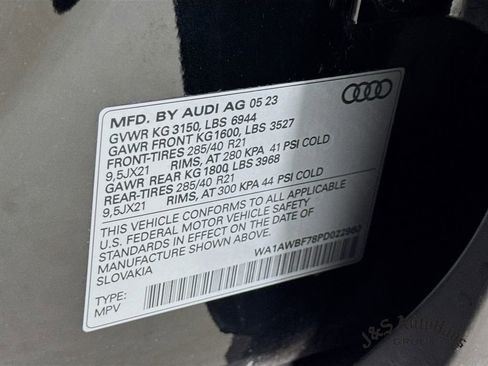 MFD. BY AUDI AG 05 23
GVWR KG 3150, LBS 6944
GAWR FRONT KG1600, LBS 3527
FRONT-TIRES 285/40 R21
9,5JX21 RIMS, AT 280 KPA 41 PSI COLD
GAWR REAR KG1800 LBS 3968
REAR-TIRES 285/40 R21
9,5JX21 RIMS, AT 300 KPA 44 PSI COLD
THIS VEHICLE CONFORMS TO ALL APPLICABLE
U.S. FEDERAL MOTOR VEHICLE SAFETY
STANDARDS IN EFFECT ON THE DATE OF
MANUFACTURE SHOWN ABOVE.
SLOVAKIA
WA1AWBF78PD022960
TYPE:
MPV
J&S AutoHaus
GROUP